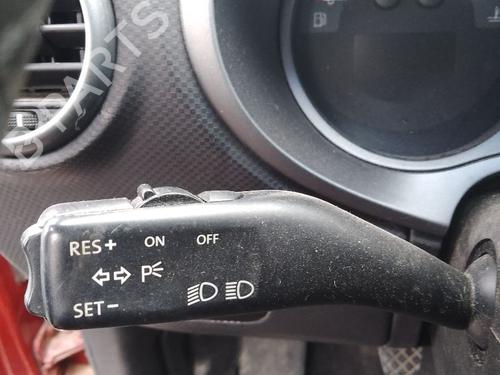 B-PARTS
RES+ ON OFF
P
SET-